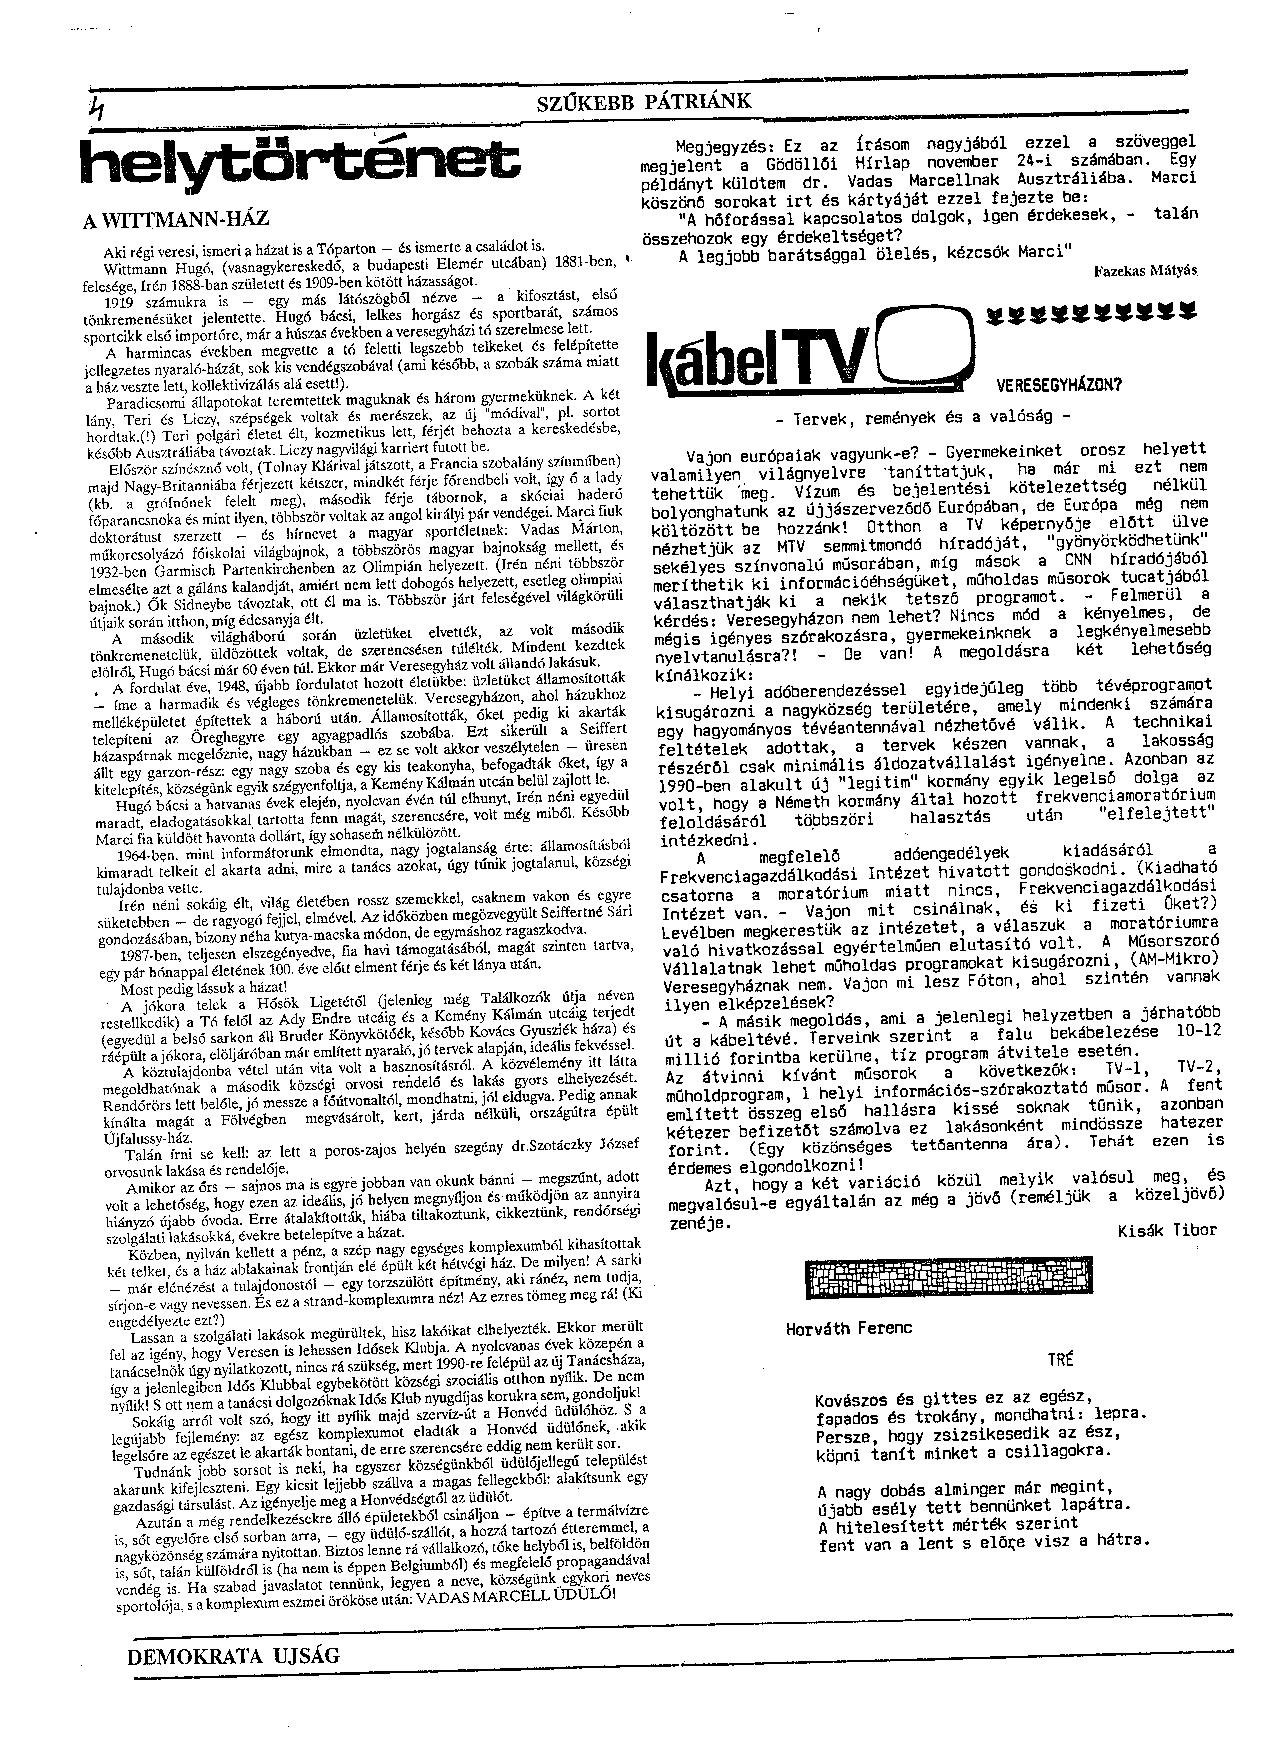 4
SZŰKEBB PÁTRIÁNK
helytörténet
A WITTMANN-HÁZ
Aki régi veresi, ismeri a házat is a Tóparton — és ismerte a családot is.
Wittmann Hugó, (vasnagykereskedő, a budapesti Elemér utcában) 1881-ben,
felesége, Irén 1888-ban született és 1909-ben kötött házasságot.
1919 számukra is — egy más látószögből nézve — a kifosztást, első
tönkremenésüket jelentette. Hugó bácsi, lelkes horgász és sportbarát, számos
sportcikk első importőre, már a húszas években a veresegyházi tó szerelmese lett.
A harmincas években megvette a tó feletti legszebb telkeket és felépítette
jellegzetes nyaraló-házát, sok kis vendégszobával (ami később, a szobák száma miatt
a ház veszte lett, kollektivizálás alá esett!).
Paradicsomi állapotokat teremtettek maguknak és három gyermeküknek. A két
lány, Teri és Liczy, szépségek voltak és merészek, az új "módival", pl. sortot
hordtak.(!) Teri polgári életet élt, kozmetikus lett, férjét behozta a kereskedésbe,
később Ausztráliába távoztak. Liczy nagyvilági karriert futott be.
Először színésznő volt, (Tolnay Klárival játszott, a Francia szobalány színműben)
majd Nagy-Britanniába férjezett kétszer, mindkét férje főrendbeli volt, így ő a lady
(kb. a grófnőnek felelt meg), második férje tábornok, a skóciai haderő
főparancsnoka és mint ilyen, többször voltak az angol királyi pár vendégei. Marci fiuk
doktorátust szerzett — és hírnevet a magyar sportéletnek: Vadas Márton,
műkorcsolyázó főiskolai világbajnok, a többszörös magyar bajnokság mellett, és
1932-ben Garmisch Partenkirchenben az Olimpián helyezett. (Irén néni többször
elmesélte azt a gáláns kalandját, amiért nem lett dobogós helyezett, esetleg olimpiai
bajnok.) Ők Sidneybe távoztak, ott él ma is. Többször járt feleségével világkörüli
útjaik során itthon, míg édesanyja élt.
A második világháború során üzletüket elvették, az volt második
tönkremenetelük, üldözöttek voltak, de szerencsésen túlélték. Mindent kezdtek
elölről, Hugó bácsi már 60 éven túl. Ekkor már Veresegyház volt állandó lakásuk.
A fordulat éve, 1948, újabb fordulatot hozott életükbe: üzletüket államosították
— íme a harmadik és végleges tönkremenetelük. Veresegyházon, ahol házukhoz
melléképületet építettek a háború után. Államosították, őket pedig ki akarták
telepíteni az Öreghegyre egy agyagpadlós szobába. Ezt sikerült a Seiffert
házaspárnak megelőznie, nagy házukban — ez se volt akkor veszélytelen — üresen
állt egy garzon-rész: egy nagy szoba és egy kis teakonyha, befogadták őket, így a
kitelepítés, községünk egyik szégyenfoltja, a Kemény Kálmán utcán belül zajlott le.
Hugó bácsi a hatvanas évek elején, nyolcvan évén túl elhunyt, Irén néni egyedül
maradt, eladogatásokkal tartotta fenn magát, szerencsére, volt még miből. Később
Marci fia küldött havonta dollárt, így sohasem nélkülözött.
1964-ben, mint informátorunk elmondta, nagy jogtalanság érte: államosításból
kimaradt telkeit el akarta adni, mire a tanács azokat, úgy tűnik jogtalanul, községi
tulajdonba vette.
Irén néni sokáig élt, világ életében rossz szemekkel, csaknem vakon és egyre
süketebben — de ragyogó fejjel, elmével. Az időközben megözvegyült Seiffertné Sári
gondozásában, bizony néha kutya-macska módon, de egymáshoz ragaszkodva.
1987-ben, teljesen elszegényedve, fia havi támogatásából, magát szinten tartva,
egy pár hónappal életének 100. éve előtt elment férje és két lánya után.
Most pedig lássuk a házat!
A jókora telek a Hősök Ligetétől (jelenleg még Találkozók útja néven
restellkedik) a Tó felől az Ady Endre utcáig és a Kemény Kálmán utcáig terjedt
(egyedül a belső sarkon áll Bruder Könyvkötőék, később Kovács Gyusziék háza) és
ráépült a jókora, elöljáróban már említett nyaraló, jó tervek alapján, ideális fekvéssel.
A köztulajdonba vétel után vita volt a hasznosításról. A közvélemény itt látta
megoldhatónak a második községi orvosi rendelő és lakás gyors elhelyezését.
Rendőrörs lett belőle, jó messze a főútvonaltól, mondhatni, jól eldugva. Pedig annak
kínálta magát a Fölvégben megvásárolt, kert, járda nélküli, országútra épült
Újfalussy-ház.
Talán írni se kell: az lett a poros-zajos helyén szegény dr.Szotáczky József
orvosunk lakása és rendelője.
Amikor az őrs — sajnos ma is egyre jobban van okunk bánni — megszűnt, adott
volt a lehetőség, hogy ezen az ideális, jó helyen megnyíljon és működjön az annyira
hiányzó újabb óvoda. Erre átalakították, hiába tiltakoztunk, cikkeztünk, rendőrségi
szolgálati lakásokká, évekre betelepítve a házat.
Közben, nyilván kellett a pénz, a szép nagy egységes komplexumból kihasítottak
két telket, és a ház ablakainak frontján elé épült két hétvégi ház. De milyen! A sarki
— már elénézést a tulajdonostól — egy torzszülött építmény, aki ránéz, nem tudja,
sírjon-e vagy nevessen. És ez a strand-komplexumra néz! Az ezres tömeg meg rá! (Ki
engedélyezte ezt?)
Lassan a szolgálati lakások megürültek, hisz lakóikat elhelyezték. Ekkor merült
fel az igény, hogy Veresen is lehessen Idősek Klubja. A nyolcvanas évek közepén a
tanácselnök úgy nyilatkozott, nincs rá szükség, mert 1990-re felépül az új Tanácsháza,
így a jelenlegiben Idős Klubbal egybekötött községi szociális otthon nyílik. De nem
nyílik! S ott nem a tanácsi dolgozóknak Idős Klub nyugdíjas korukra sem, gondoljuk!
Sokáig arról volt szó, hogy itt nyílik majd szervíz-út a Honvéd üdülőhöz. S a
legújabb fejlemény: az egész komplexumot eladták a Honvéd üdülőnek, akik
legelsőre az egészet le akarták bontani, de erre szerencsére eddig nem került sor.
Tudnánk jobb sorsot is neki, ha egyszer községünkből üdülőjellegű települést
akarunk kifejleszteni. Egy kicsit lejjebb szállva a magas fellegekből: alakítsunk egy
gazdasági társulást. Az igényelje meg a Honvédségtől az üdülőt.
Azután a még rendelkezésekre álló épületekből csináljon — építve a termálvízre
is, sőt egyelőre első sorban arra, — egy üdülő-szállót, a hozzá tartozó étteremmel, a
nagyközönség számára nyitottan. Biztos lenne rá vállalkozó, tőke helyből is, belföldön
is, sőt, talán külföldről is (ha nem is éppen Belgiumból) és megfelelő propagandával
vendég is. Ha szabad javaslatot tennünk, legyen a neve, községünk egykori neves
sportolója, s a komplexum eszmei örököse után: VADAS MARCELL ÜDÜLŐ!
Megjegyzés: Ez az írásom nagyjából ezzel a szöveggel
megjelent a Gödöllői Hírlap november 24-i számában. Egy
példányt küldtem dr. Vadas Marcellnak Ausztráliába. Marci
köszönő sorokat irt és kártyáját ezzel fejezte be:
"A hőforással kapcsolatos dolgok, igen érdekesek, - talán
összehozok egy érdekeltséget?
A legjobb barátsággal ölelés, kézcsók Marci"
Fazekas Mátyás
kábelTV
VERESEGYHÁZON?
- Tervek, remények és a valóság -
Vajon európaiak vagyunk-e? - Gyermekeinket orosz helyett
valamilyen világnyelvre taníttatjuk, ha már mi ezt nem
tehettük meg. Vízum és bejelentési kötelezettség nélkül
bolyonghatunk az újjászerveződő Európában, de Európa még nem
költözött be hozzánk! Otthon a TV képernyője előtt ülve
nézhetjük az MTV semmitmondó híradóját, "gyönyörködhetünk"
sekélyes színvonalú műsorában, míg mások a CNN híradójából
meríthetik ki információéhségüket, műholdas műsorok tucatjából
választhatják ki a nekik tetsző programot. - Felmerül a
kérdés: Veresegyházon nem lehet? Nincs mód a kényelmes, de
mégis igényes szórakozásra, gyermekeinknek a legkényelmesebb
nyelvtanulásra?! - De van! A megoldásra két lehetőség
kínálkozik:
- Helyi adóberendezéssel egyidejűleg több tévéprogramot
kisugározni a nagyközség területére, amely mindenki számára
egy hagyományos tévéantennával nézhetővé válik. A technikai
feltételek adottak, a tervek készen vannak, a lakosság
részéről csak minimális áldozatvállalást igényelne. Azonban az
1990-ben alakult új "legitim" kormány egyik legelső dolga az
volt, hogy a Németh kormány által hozott frekvenciamoratórium
feloldásáról többszöri halasztás után "elfelejtett"
intézkedni.
A megfelelő adóengedélyek kiadásáról a
Frekvenciagazdálkodási Intézet hivatott gondoskodni. (Kiadható
csatorna a moratórium miatt nincs, Frekvenciagazdálkodási
Intézet van. - Vajon mit csinálnak, és ki fizeti Őket?)
Levélben megkerestük az intézetet, a válaszuk a moratóriumra
való hivatkozással egyértelműen elutasító volt. A Műsorszoró
Vállalatnak lehet műholdas programokat kisugározni, (AM-Mikro)
Veresegyháznak nem. Vajon mi lesz Fóton, ahol szintén vannak
ilyen elképzelések?
- A másik megoldás, ami a jelenlegi helyzetben a járhatóbb
út a kábeltévé. Terveink szerint a falu bekábelezése 10-12
millió forintba kerülne, tíz program átvitele esetén.
Az átvinni kívánt műsorok a következők: TV-1, TV-2,
műholdprogram, 1 helyi információs-szórakoztató műsor. A fent
említett összeg első hallásra kissé soknak tűnik, azonban
kétezer befizetőt számolva ez lakásonként mindössze hatezer
forint. (Egy közönséges tetőantenna ára). Tehát ezen is
érdemes elgondolkozni!
Azt, hogy a két variáció közül melyik valósul meg, és
megvalósul-e egyáltalán az még a jövő (reméljük a közeljövő)
zenéje.
Kisák Tibor
Horváth Ferenc
TRÉ
Kovászos és gittes ez az egész,
fapados és trokány, mondhatni: lepra.
Persze, hogy zsizsikesedik az ész,
köpni tanít minket a csillagokra.
A nagy dobás alminger már megint,
újabb esély tett bennünket lapátra.
A hitelesített mérték szerint
fent van a lent s előre visz a hátra.
DEMOKRATA UJSÁG